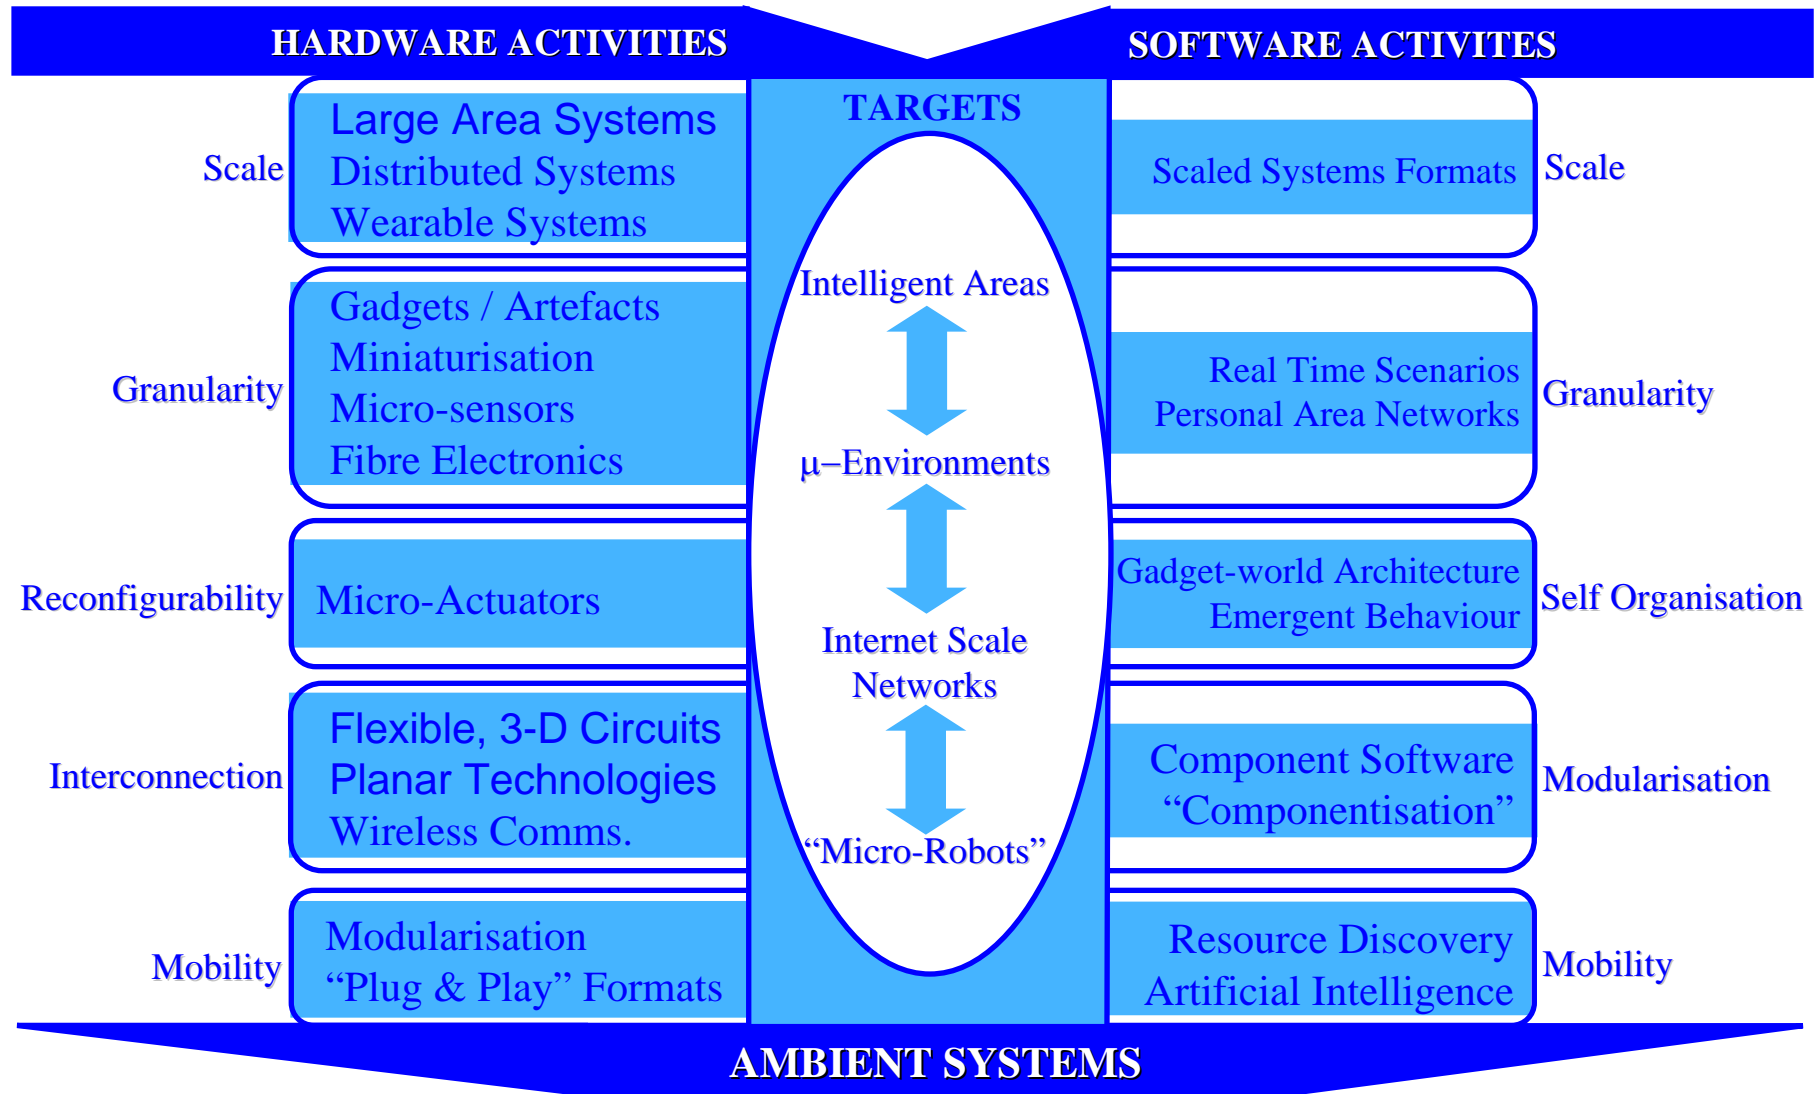 HARDWARE ACTIVITIES
SOFTWARE ACTIVITES
Scale
Large Area Systems
Distributed Systems
Wearable Systems
Granularity
Gadgets / Artefacts
Miniaturisation
Micro-sensors
Fibre Electronics
Reconfigurability
Micro-Actuators
Interconnection
Flexible, 3-D Circuits
Planar Technologies
Wireless Comms.
Mobility
Modularisation
“Plug & Play” Formats
TARGETS
Intelligent Areas
μ–Environments
Internet Scale
Networks
“Micro-Robots”
Scaled Systems Formats
Scale
Real Time Scenarios
Personal Area Networks
Granularity
Gadget-world Architecture
Emergent Behaviour
Self Organisation
Component Software
“Componentisation”
Modularisation
Resource Discovery
Artificial Intelligence
Mobility
AMBIENT SYSTEMS